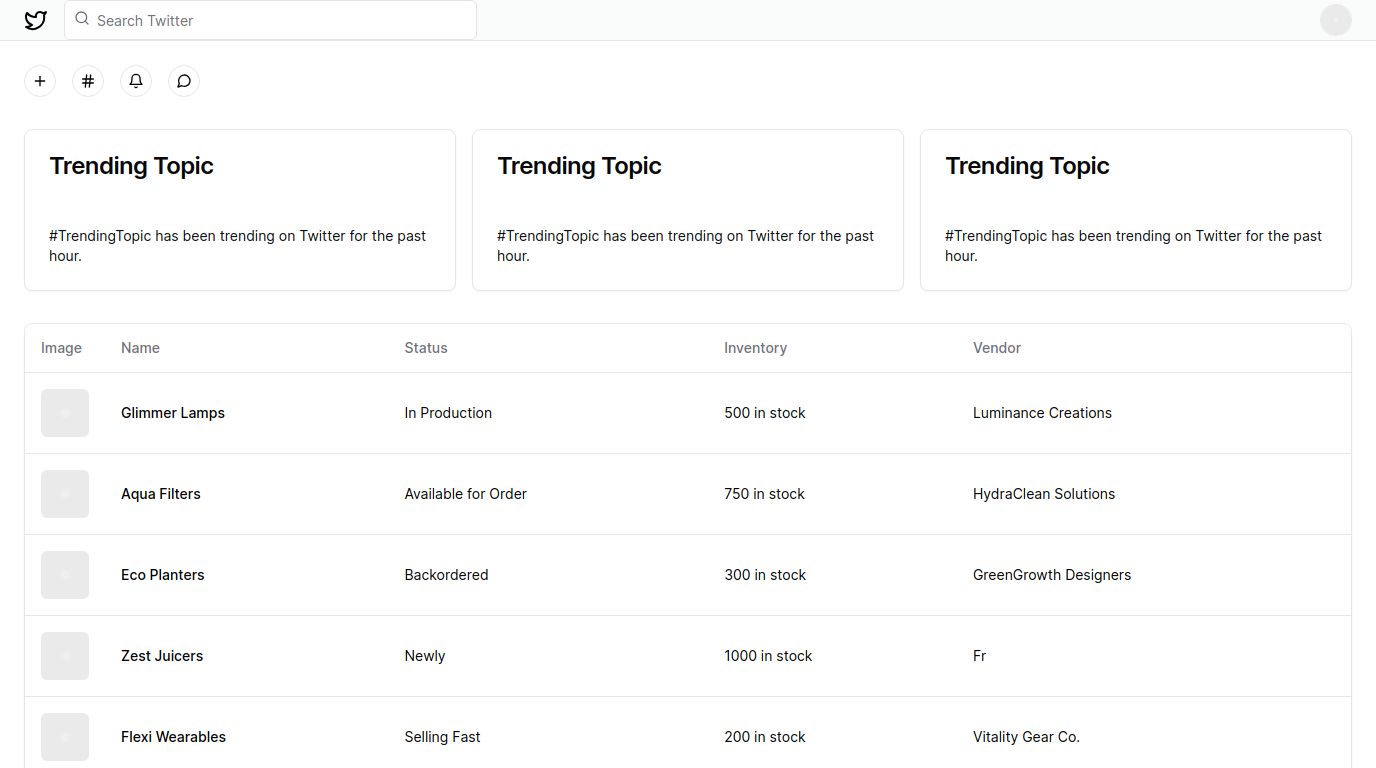 Search Twitter
Trending Topic
#TrendingTopic has been trending on Twitter for the past
hour.
Trending Topic
#TrendingTopic has been trending on Twitter for the past
hour.
Trending Topic
#TrendingTopic has been trending on Twitter for the past
hour.
Image Name Status Inventory Vendor
Glimmer Lamps In Production 500 in stock Luminance Creations
Aqua Filters Available for Order 750 in stock HydraClean Solutions
Eco Planters Backordered 300 in stock GreenGrowth Designers
Zest Juicers Newly 1000 in stock Fr
Flexi Wearables Selling Fast 200 in stock Vitality Gear Co.